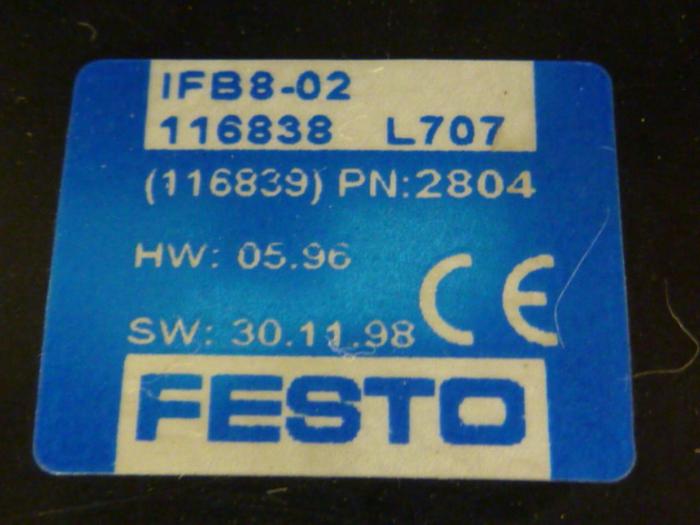 IFB8-02
116838 L707
(116839) PN:2804
HW: 05.96
SW: 30.11.98
CE
FESTO